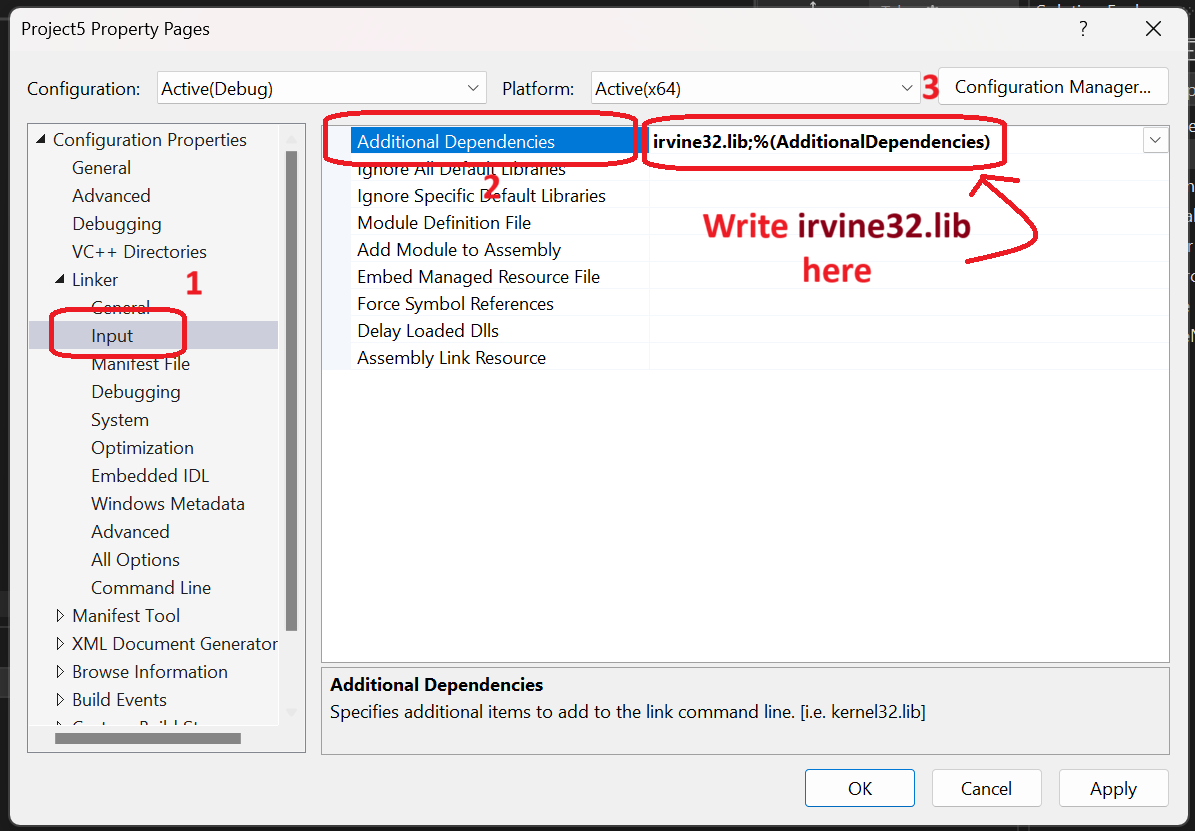 Project5 Property Pages
?
Configuration: Active(Debug) Platform: Active(x64) 3 Configuration Manager...
Configuration Properties
General
Advanced
Debugging
VC++ Directories
Linker
1
General
Input
Manifest File
Debugging
System
Optimization
Embedded IDL
Windows Metadata
Advanced
All Options
Command Line
Manifest Tool
XML Document Generator
Browse Information
Build Events
Additional Dependencies irvine32.lib;%(AdditionalDependencies)
Ignore All Default Libraries
2
Ignore Specific Default Libraries
Module Definition File
Add Module to Assembly
Embed Managed Resource File
Force Symbol References
Delay Loaded Dlls
Assembly Link Resource
Write irvine32.lib
here
Additional Dependencies
Specifies additional items to add to the link command line. [i.e. kernel32.lib]
OK Cancel Apply